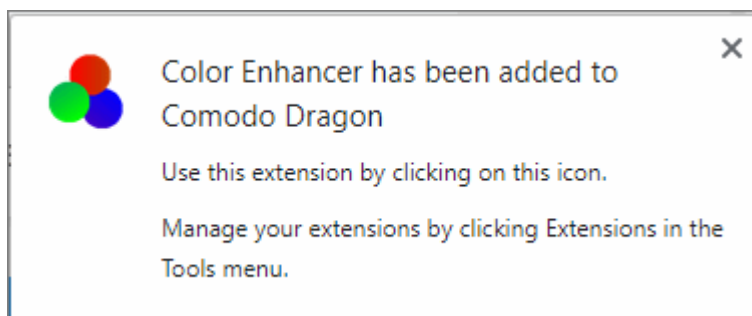 Color Enhancer has been added to
Comodo Dragon
Use this extension by clicking on this icon.
Manage your extensions by clicking Extensions in the
Tools menu.